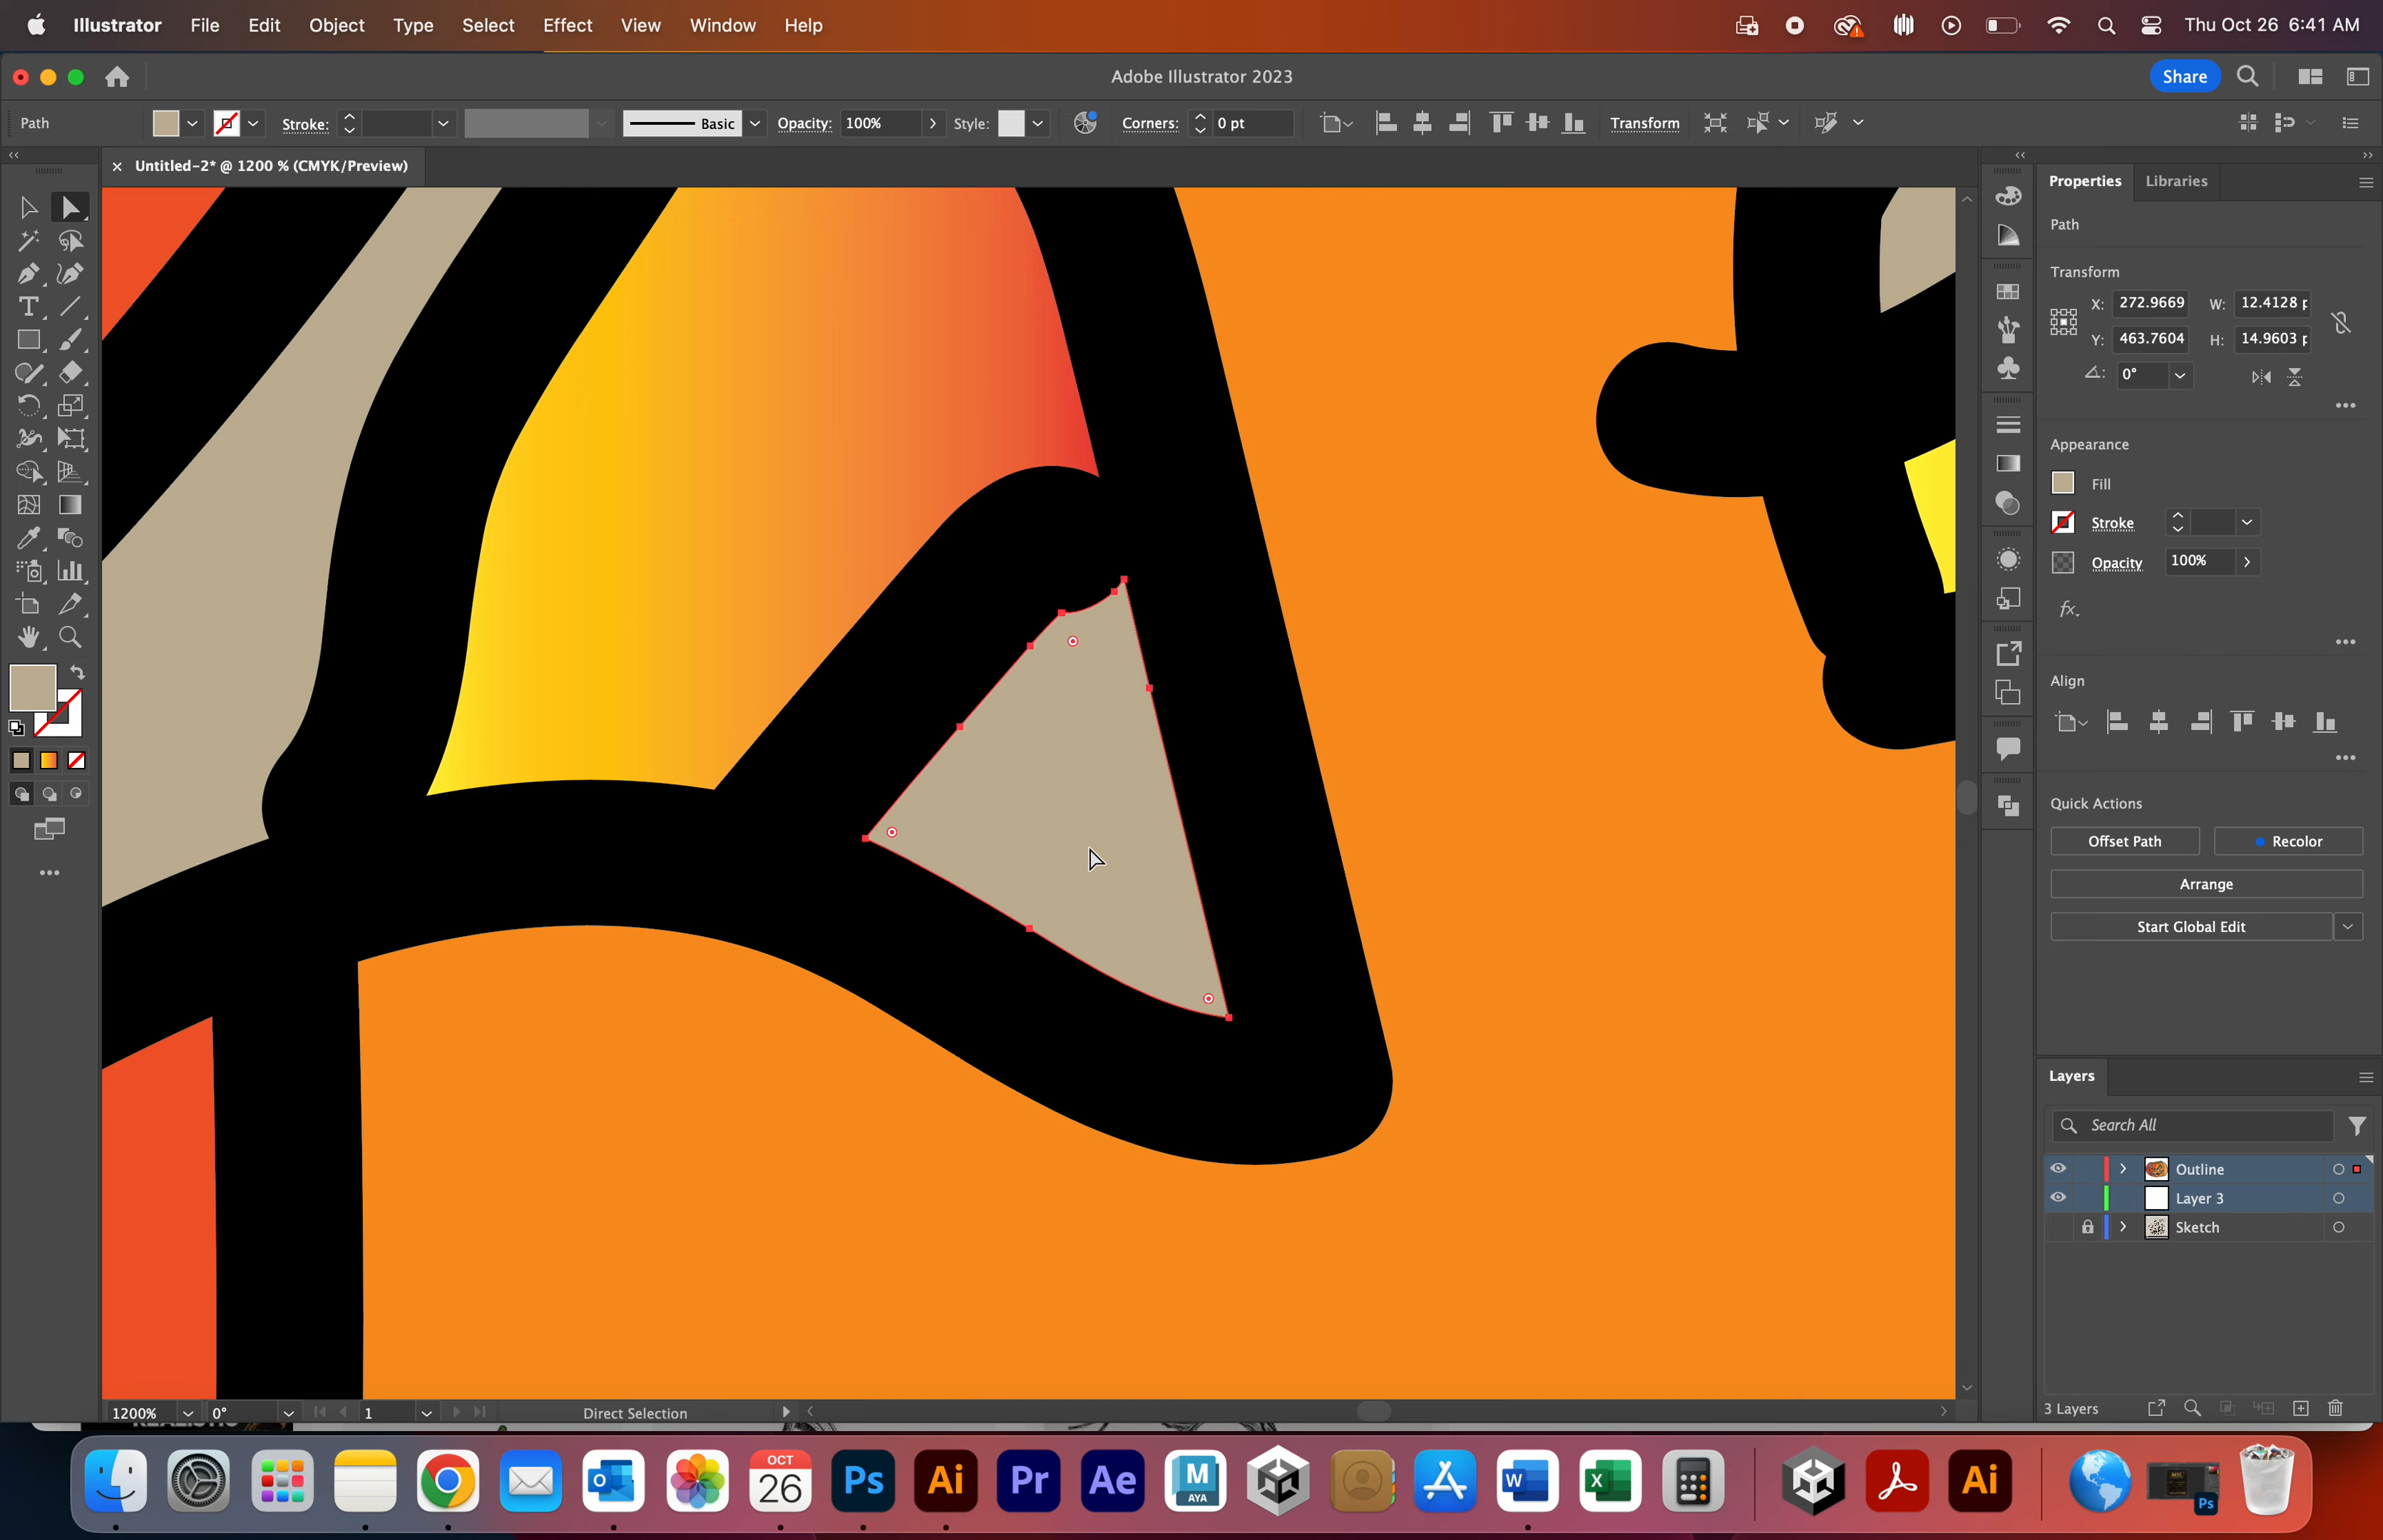 Illustrator File Edit Object Type Select Effect View Window Help Thu Oct 26 6:41 AM
Adobe Illustrator 2023 Share
Path Stroke: Basic Opacity: 100% Style: Corners: 0 pt Transform
Untitled-2* @ 1200 % (CMYK/Preview)
Properties Libraries
Path
Transform
X: 272.9669 W: 12.4128 p
Y: 463.7604 H: 14.9603 p
0°
Appearance
Fill
Stroke
Opacity 100%
fx.
Align
Quick Actions
Offset Path Recolor
Arrange
Start Global Edit
Layers
Search All
Outline
Layer 3
Sketch
3 Layers
1200% 0° 1 Direct Selection
OCT
26
Ps
Ai
Pr
Ae
M
AYA
W
X
Ai
Ps